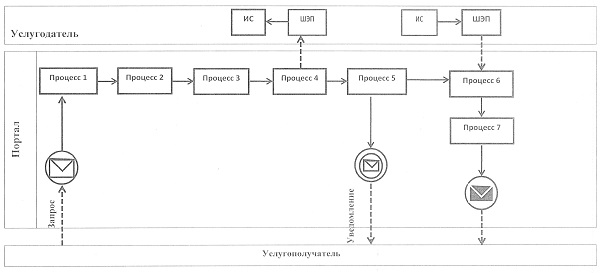 Услугодатель
ИС
ШЭП
ИС
ШЭП
Портал
Процесс 1
Процесс 2
Процесс 3
Процесс 4
Процесс 5
Процесс 6
Процесс 7
Запрос
Уведомление
Услугополучатель